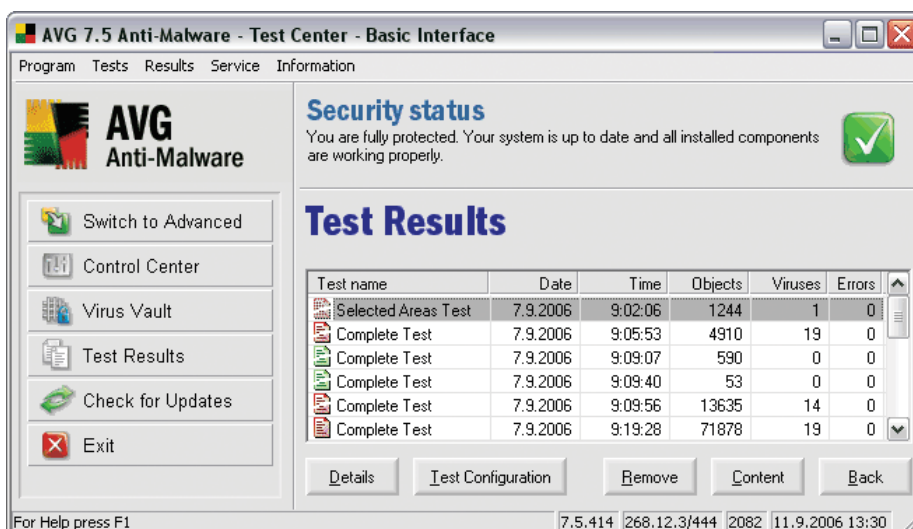 AVG 7.5 Anti-Malware - Test Center - Basic Interface
Program Tests Results Service Information
AVG
Anti-Malware
Switch to Advanced
Control Center
Virus Vault
Test Results
Check for Updates
Exit
Security status
You are fully protected. Your system is up to date and all installed components
are working properly.
Test Results
Test name Date Time Objects Viruses Errors
Selected Areas Test 7.9.2006 9:02:06 1244 1 0
Complete Test 7.9.2006 9:05:53 4910 19 0
Complete Test 7.9.2006 9:09:07 590 0 0
Complete Test 7.9.2006 9:09:40 53 0 0
Complete Test 7.9.2006 9:09:56 13635 14 0
Complete Test 7.9.2006 9:19:28 71878 19 0
Details Test Configuration Remove Content Back
For Help press F1 7.5.414 268.12.3/444 2082 11.9.2006 13:30